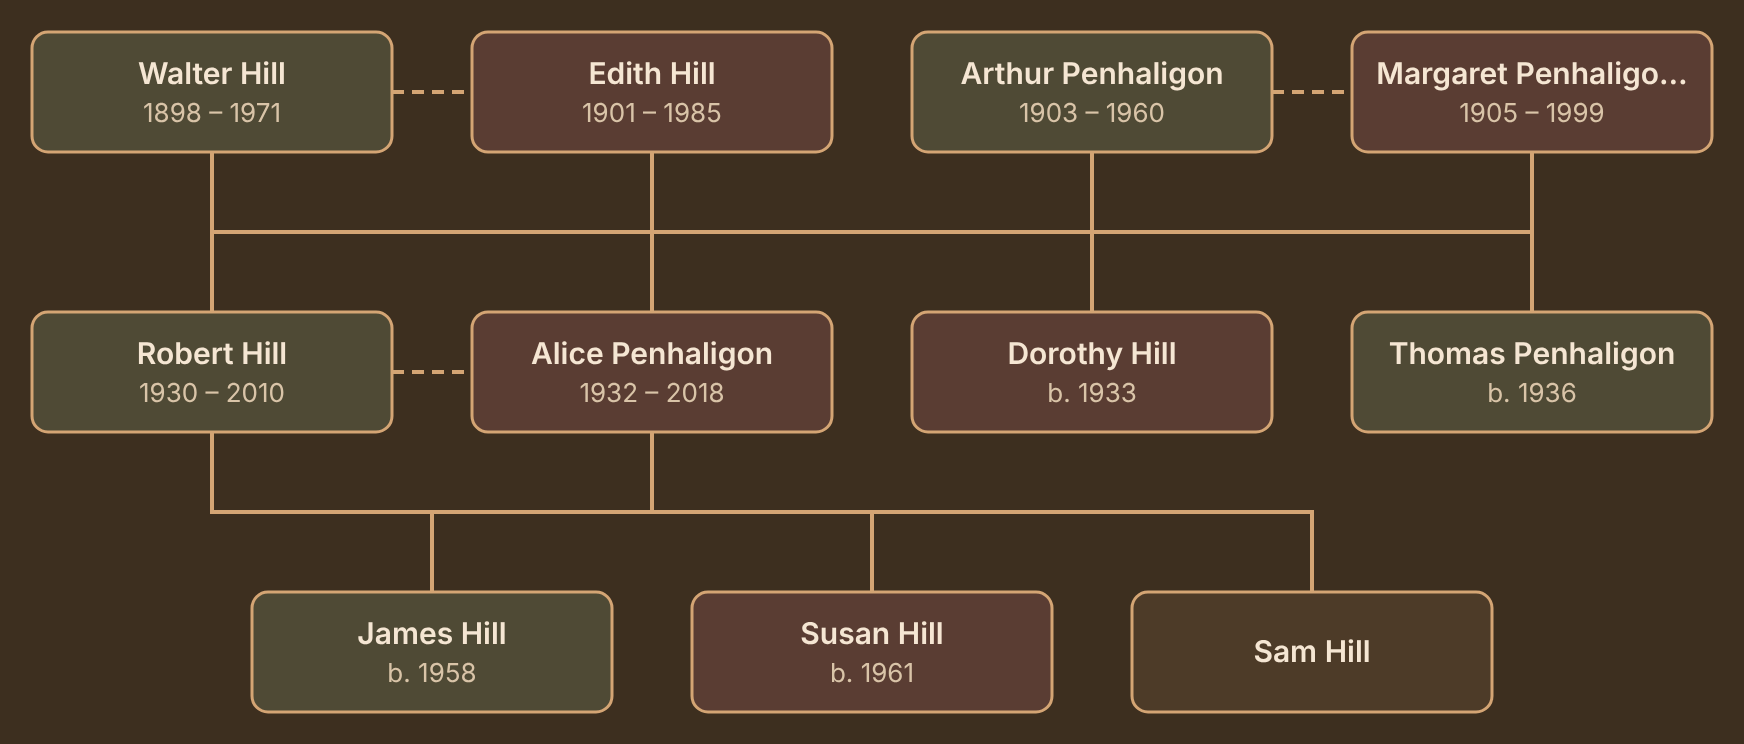 Walter Hill
1898 – 1971
Edith Hill
1901 – 1985
Arthur Penhaligon
1903 – 1960
Margaret Penhaligo…
1905 – 1999
Robert Hill
1930 – 2010
Alice Penhaligon
1932 – 2018
Dorothy Hill
b. 1933
Thomas Penhaligon
b. 1936
James Hill
b. 1958
Susan Hill
b. 1961
Sam Hill